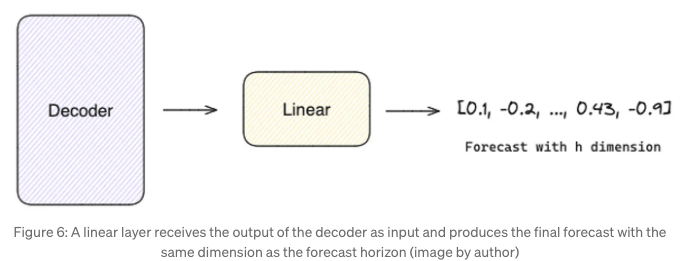 Decoder
Linear
[0.1, -0.2, ..., 0.43, -0.9]
Forecast with h dimension
Figure 6: A linear layer receives the output of the decoder as input and produces the final forecast with the
same dimension as the forecast horizon (image by author)